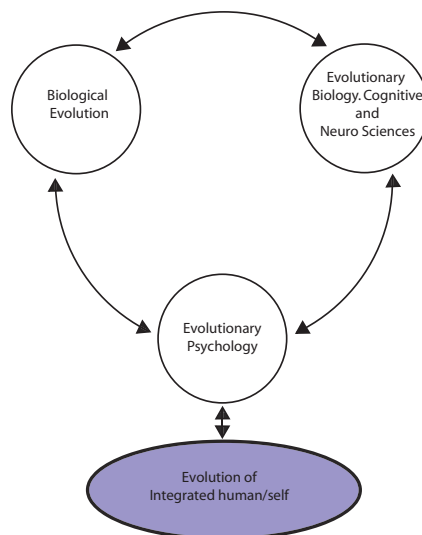 Biological
Evolution
Evolutionary
Biology. Cognitive
and
Neuro Sciences
Evolutionary
Psychology
Evolution of
Integrated human/self